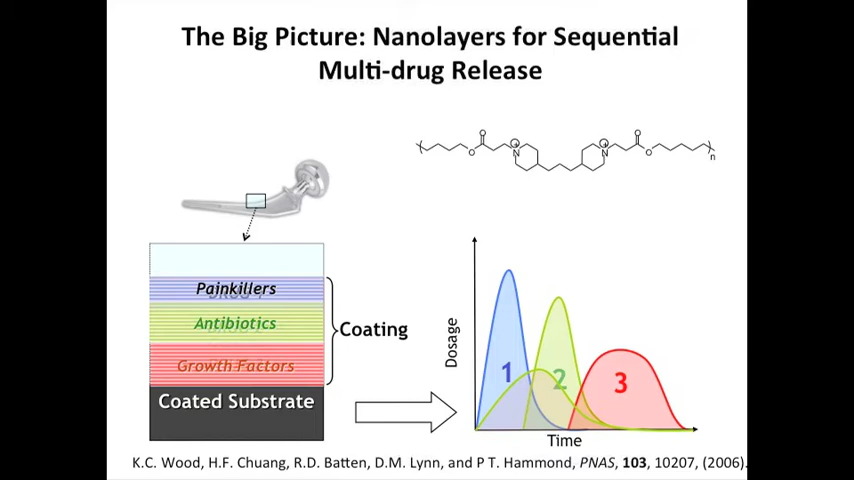 The Big Picture: Nanolayers for Sequential
Multi-drug Release
O
O
N
N
O
O
n
Painkillers
Antibiotics
Growth Factors
Coating
Coated Substrate
Dosage
1
2
3
Time
K.C. Wood, H.F. Chuang, R.D. Batten, D.M. Lynn, and P T. Hammond, PNAS, 103, 10207, (2006).